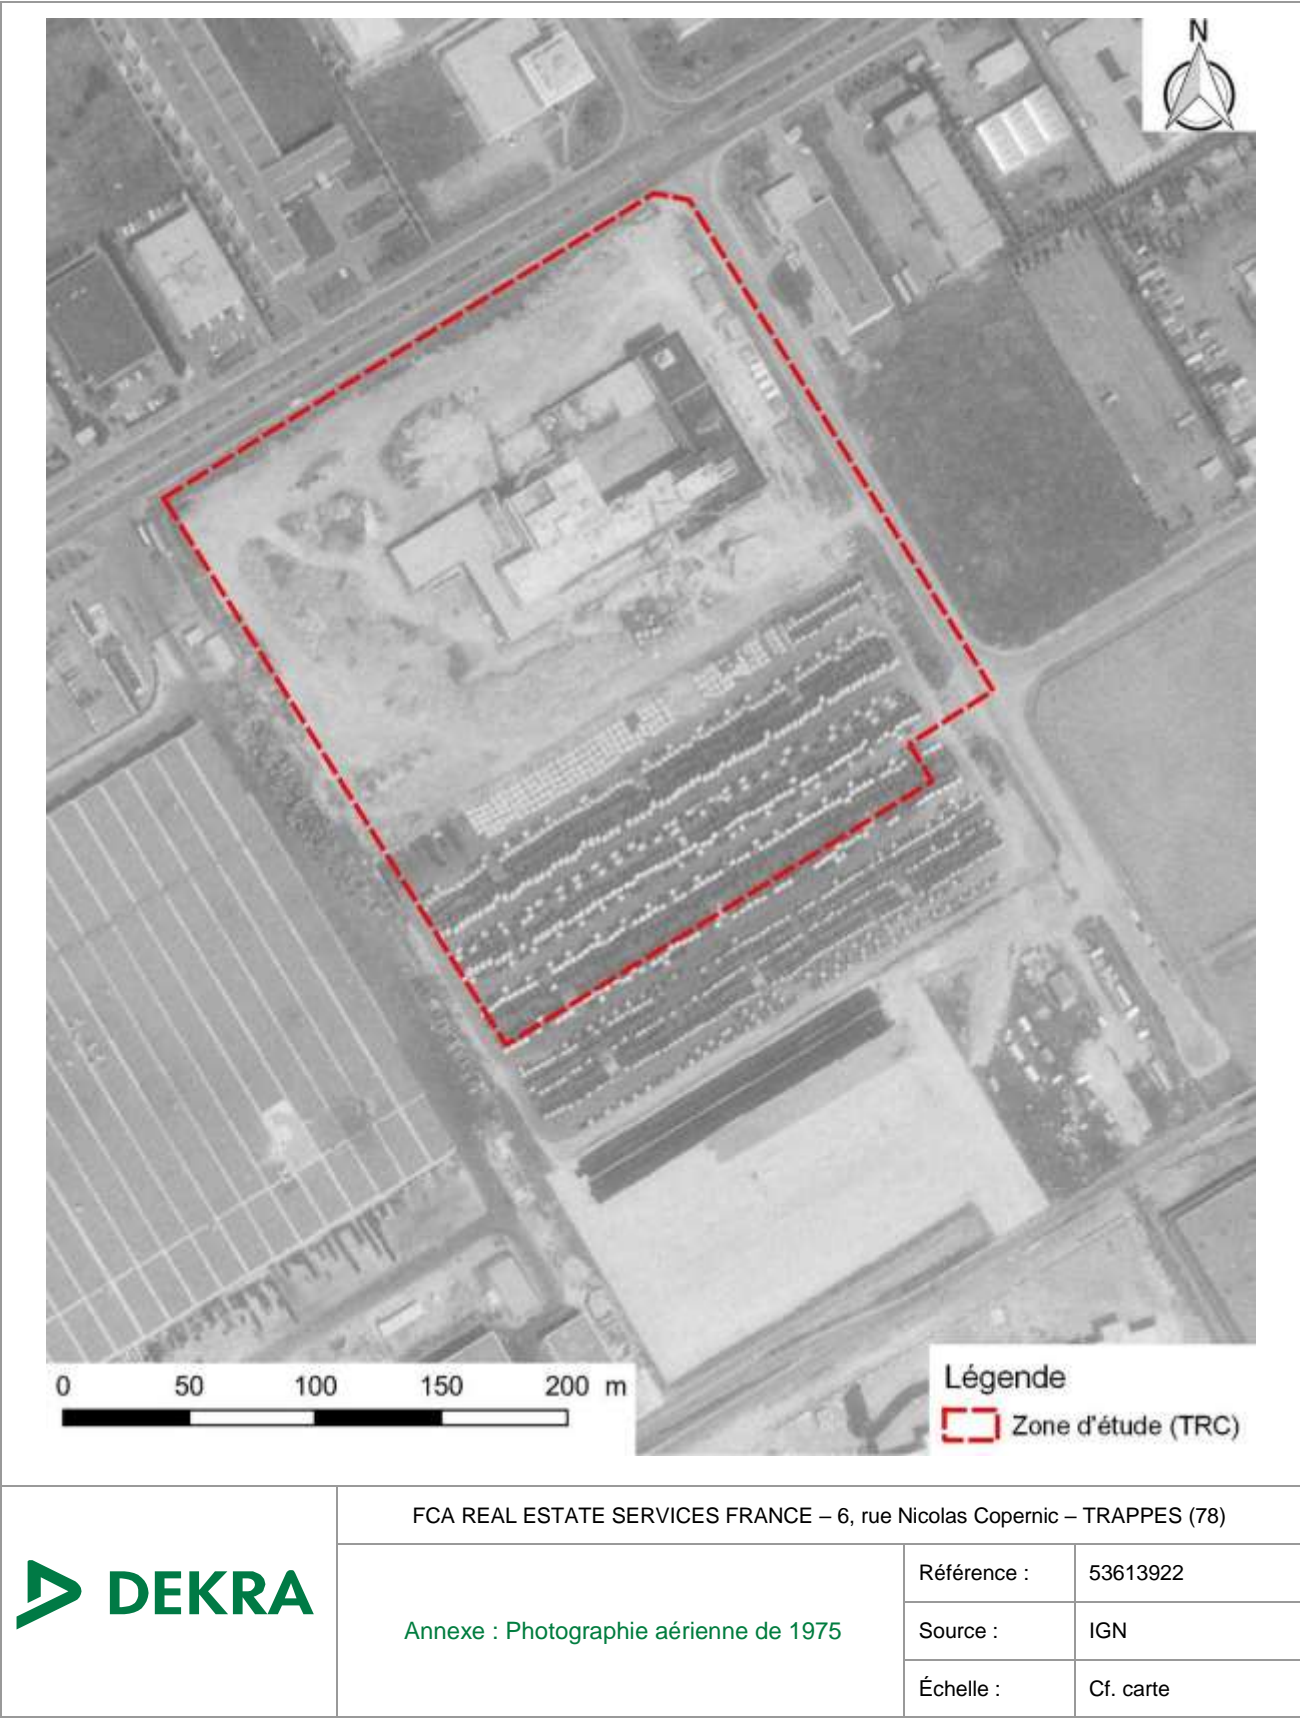 N
0 50 100 150 200 m
Légende
Zone d'étude (TRC)
DEKRA
FCA REAL ESTATE SERVICES FRANCE – 6, rue Nicolas Copernic – TRAPPES (78)
Annexe : Photographie aérienne de 1975
Référence : 53613922
Source : IGN
Échelle : Cf. carte